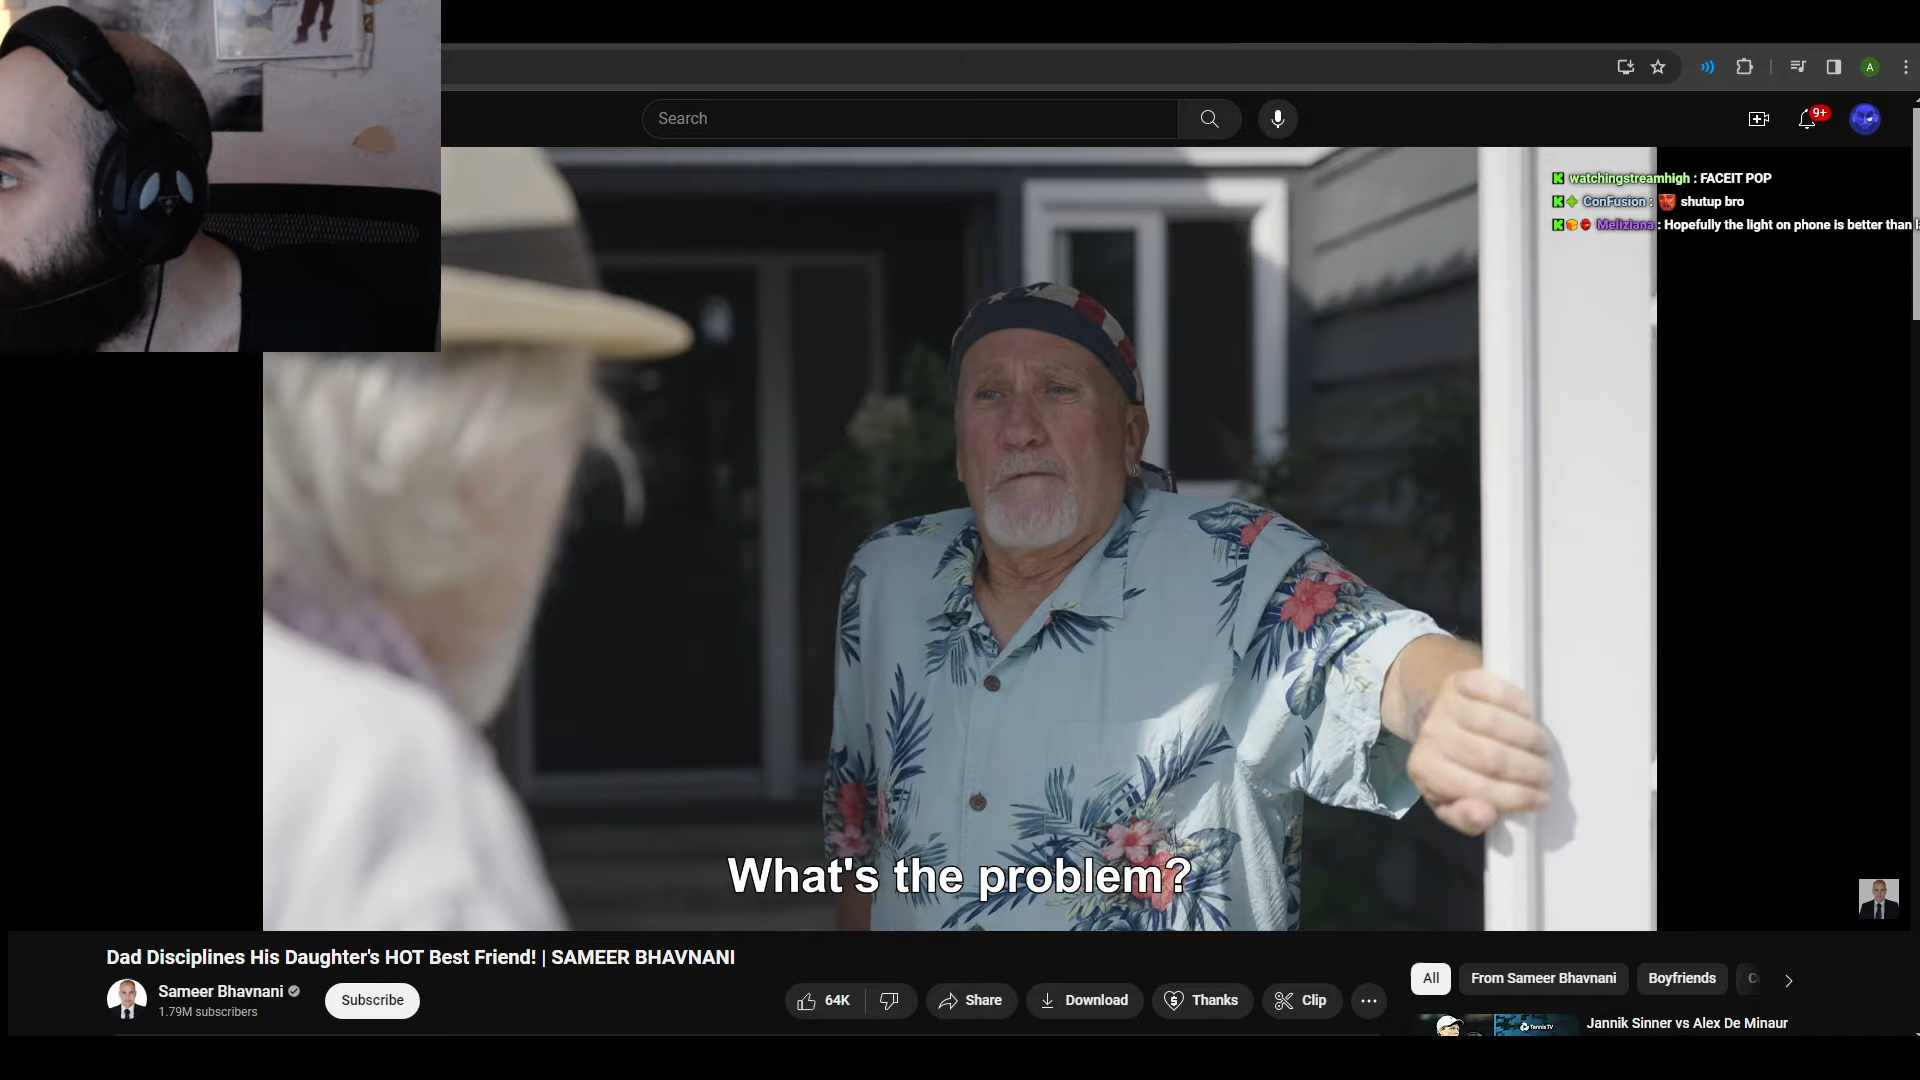 Search
9+
A
watchingstreamhigh : FACEIT POP
ConFusion : shutup bro
Meliziana : Hopefully the light on phone is better than
What's the problem?
Dad Disciplines His Daughter's HOT Best Friend! | SAMEER BHAVNANI
Sameer Bhavnani
1.79M subscribers
Subscribe
64K
Share
Download
Thanks
Clip
All
From Sameer Bhavnani
Boyfriends
TennisTV
Jannik Sinner vs Alex De Minaur